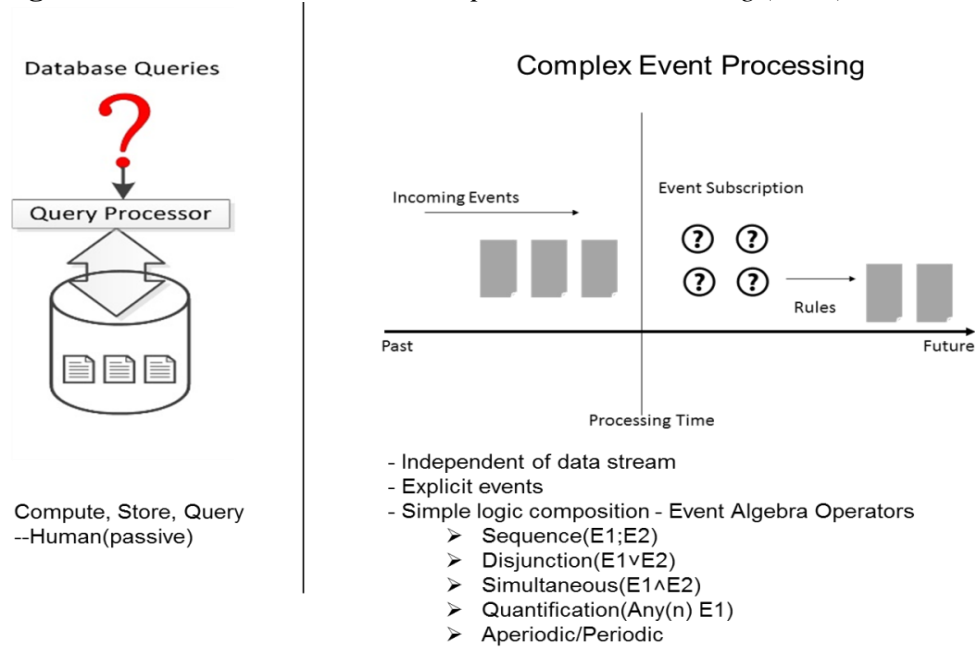 Database Queries
?
Query Processor
Compute, Store, Query
--Human(passive)
Complex Event Processing
Incoming Events
Event Subscription
? ?
? ?
Rules
Past
Future
Processing Time
- Independent of data stream
- Explicit events
- Simple logic composition - Event Algebra Operators
➢ Sequence(E1;E2)
➢ Disjunction(E1∨E2)
➢ Simultaneous(E1∧E2)
➢ Quantification(Any(n) E1)
➢ Aperiodic/Periodic